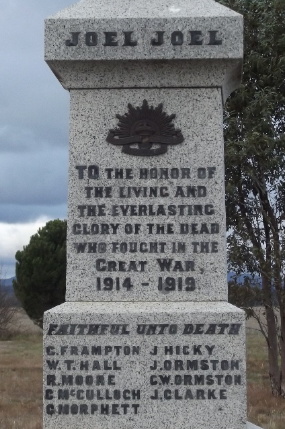 JOEL JOEL
TO THE HONOR OF
THE LIVING AND
THE EVERLASTING
GLORY OF THE DEAD
WHO FOUGHT IN THE
GREAT WAR,
1914 - 1919.
FAITHFUL UNTO DEATH
C. FRAMPTON J. HICKY
W. T. HALL J. ORMSTON
R. MOORE C. W. ORMSTON
C. McCULLOCH J. CLARKE
C. MORPHETT